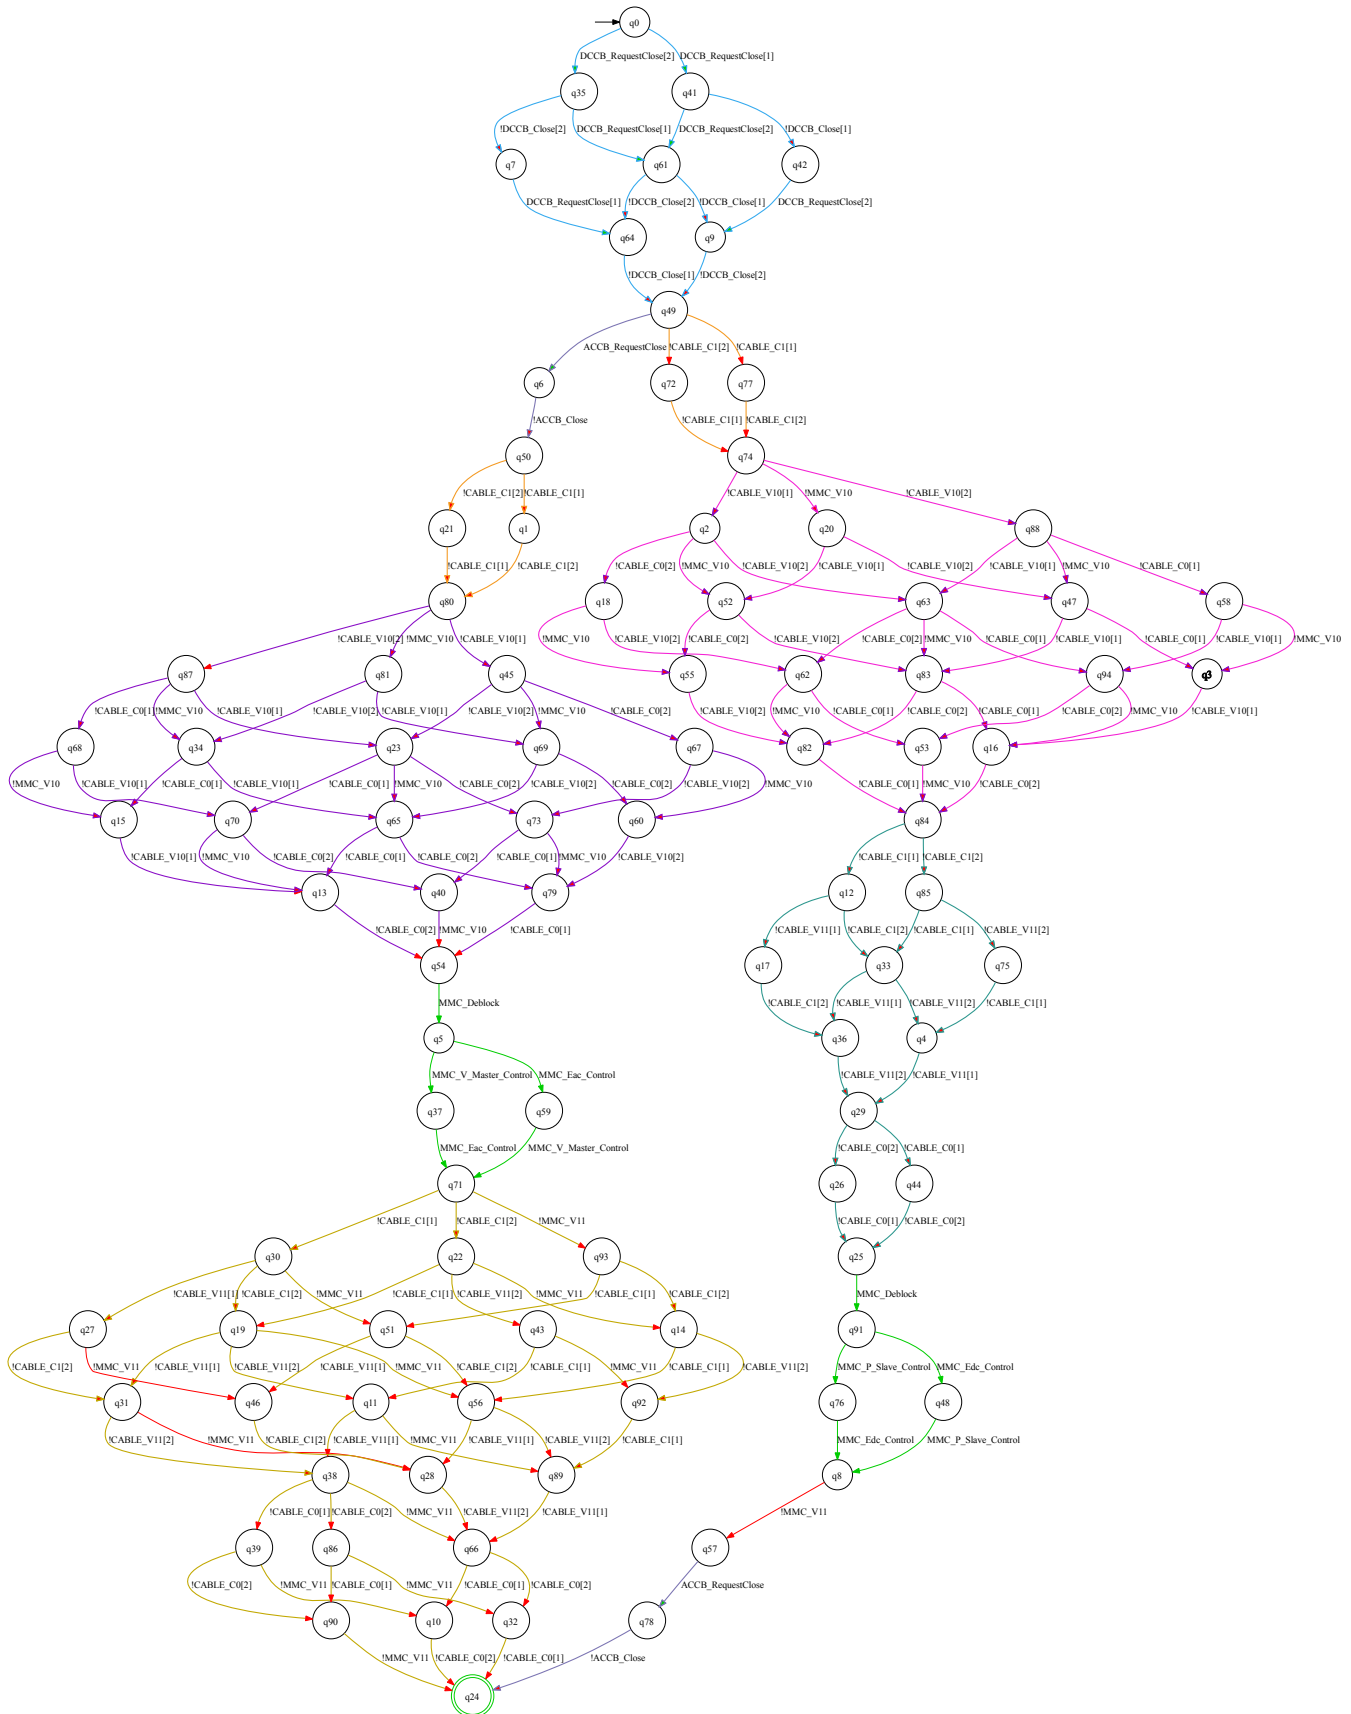 q0
DCCB_RequestClose[2] DCCB_RequestClose[1]
q35 q41
!DCCB_Close[2] DCCB_RequestClose[1] DCCB_RequestClose[2] !DCCB_Close[1]
q7 q61 q42
DCCB_RequestClose[1] !DCCB_Close[2] !DCCB_Close[1] DCCB_RequestClose[2]
q64 q9
!DCCB_Close[1] !DCCB_Close[2]
q49
ACCB_RequestClose !CABLE_C1[2] !CABLE_C1[1]
q6 q72 q77
!ACCB_Close !CABLE_C1[1] !CABLE_C1[2]
q50 q74
!CABLE_C1[2] !CABLE_C1[1] !CABLE_V10[1] !MMC_V10 !CABLE_V10[2]
q21 q1 q2 q20 q88
!CABLE_C1[1] !CABLE_C1[2] !CABLE_C0[2] !MMC_V10 !CABLE_V10[2] !CABLE_V10[1] !CABLE_V10[2] !CABLE_V10[1] !MMC_V10 !CABLE_C0[1]
q80 q18 q52 q63 q47 q58
!CABLE_V10[2] !MMC_V10 !CABLE_V10[1] !MMC_V10 !CABLE_V10[2] !CABLE_C0[2] !CABLE_V10[2] !CABLE_C0[2] !MMC_V10 !CABLE_C0[1] !CABLE_V10[1] !CABLE_C0[1] !CABLE_V10[1] !MMC_V10
q87 q81 q45 q55 q62 q83 q94
!CABLE_C0[1] !MMC_V10 !CABLE_V10[1] !CABLE_V10[2] !CABLE_V10[1] !CABLE_V10[2] !MMC_V10 !CABLE_C0[2] !CABLE_V10[2] !MMC_V10 !CABLE_C0[1] !CABLE_C0[2] !CABLE_C0[1] !CABLE_C0[2] !MMC_V10 !CABLE_V10[1]
q68 q34 q23 q69 q67 q82 q53 q16
!MMC_V10 !CABLE_V10[1] !CABLE_C0[1] !CABLE_V10[1] !CABLE_C0[1] !MMC_V10 !CABLE_C0[2] !CABLE_V10[2] !CABLE_C0[2] !CABLE_V10[2] !MMC_V10 !CABLE_C0[1] !MMC_V10 !CABLE_C0[2]
q15 q70 q65 q73 q60 q84
!CABLE_V10[1] !MMC_V10 !CABLE_C0[2] !CABLE_C0[1] !CABLE_C0[2] !CABLE_C0[1] !MMC_V10 !CABLE_V10[2] !CABLE_C1[1] !CABLE_C1[2]
q13 q40 q79 q12 q85
!CABLE_C0[2] !MMC_V10 !CABLE_C0[1] !CABLE_V11[1] !CABLE_C1[2] !CABLE_C1[1] !CABLE_V11[2]
q54 q17 q33 q75
MMC_Deblock !CABLE_C1[2] !CABLE_V11[1] !CABLE_V11[2] !CABLE_C1[1]
q5 q36 q4
MMC_V_Master_Control MMC_Eac_Control !CABLE_V11[2] !CABLE_V11[1]
q37 q59 q29
MMC_Eac_Control MMC_V_Master_Control !CABLE_C0[2] !CABLE_C0[1]
q71 q26 q44
!CABLE_C1[1] !CABLE_C1[2] !MMC_V11 !CABLE_C0[1] !CABLE_C0[2]
q30 q22 q93 q25
!CABLE_V11[1] !CABLE_C1[2] !MMC_V11 !CABLE_C1[1] !CABLE_V11[2] !MMC_V11 !CABLE_C1[1] !CABLE_C1[2] MMC_Deblock
q27 q19 q51 q43 q14 q91
!CABLE_C1[2] !MMC_V11 !CABLE_V11[1] !CABLE_V11[2] !MMC_V11 !CABLE_V11[1] !CABLE_C1[2] !CABLE_C1[1] !MMC_V11 !CABLE_C1[1] !CABLE_V11[2] MMC_P_Slave_Control MMC_Edc_Control
q31 q46 q11 q56 q92 q76 q48
!CABLE_V11[2] !MMC_V11 !CABLE_C1[2] !CABLE_V11[1] !MMC_V11 !CABLE_V11[1] !CABLE_V11[2] !CABLE_C1[1] MMC_Edc_Control MMC_P_Slave_Control
q38 q28 q89 q8
!CABLE_C0[1] !CABLE_C0[2] !MMC_V11 !CABLE_V11[2] !CABLE_V11[1] !MMC_V11
q39 q86 q66 q57
!CABLE_C0[2] !MMC_V11 !CABLE_C0[1] !MMC_V11 !CABLE_C0[1] !CABLE_C0[2] ACCB_RequestClose
q90 q10 q32 q78
!MMC_V11 !CABLE_C0[2] !CABLE_C0[1] !ACCB_Close
q24